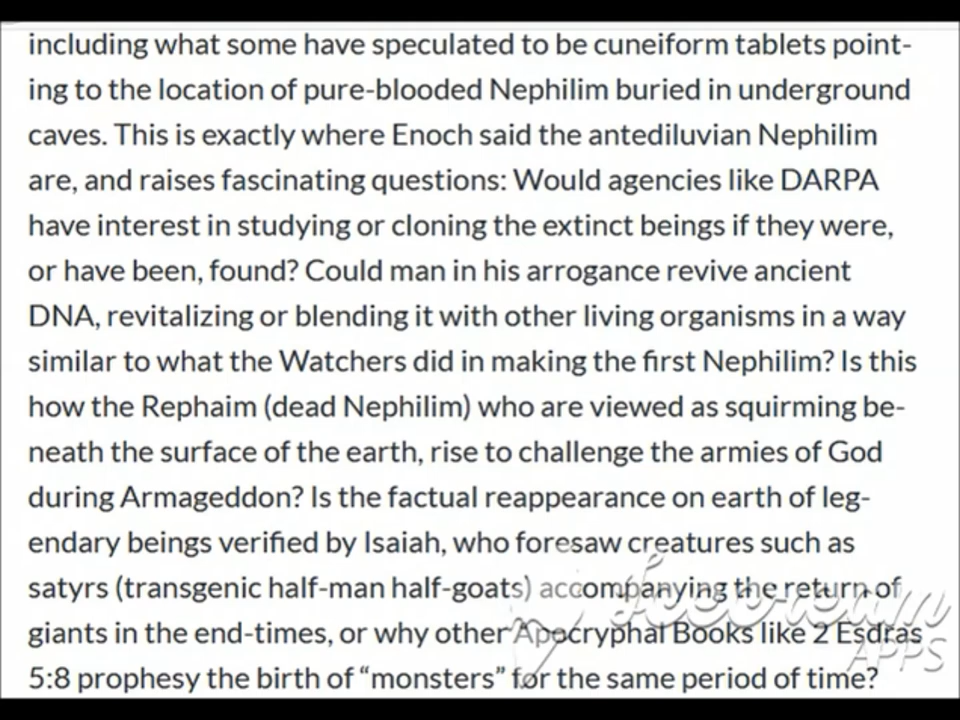 including what some have speculated to be cuneiform tablets point-
ing to the location of pure-blooded Nephilim buried in underground
caves. This is exactly where Enoch said the antediluvian Nephilim
are, and raises fascinating questions: Would agencies like DARPA
have interest in studying or cloning the extinct beings if they were,
or have been, found? Could man in his arrogance revive ancient
DNA, revitalizing or blending it with other living organisms in a way
similar to what the Watchers did in making the first Nephilim? Is this
how the Rephaim (dead Nephilim) who are viewed as squirming be-
neath the surface of the earth, rise to challenge the armies of God
during Armageddon? Is the factual reappearance on earth of leg-
endary beings verified by Isaiah, who foresaw creatures such as
satyrs (transgenic half-man half-goats) accompanying the return of
giants in the end-times, or why other Apocryphal Books like 2 Esdras
5:8 prophesy the birth of “monsters” for the same period of time?
Icecream
APPS